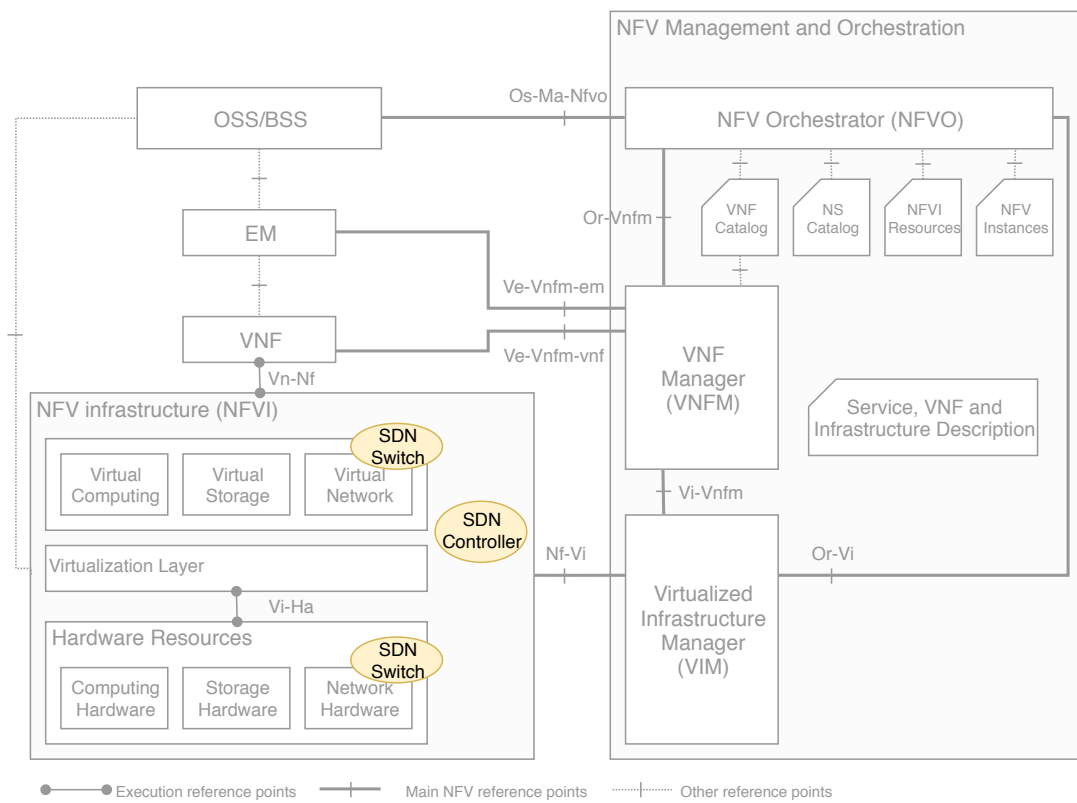 NFV Management and Orchestration
Os-Ma-Nfvo
OSS/BSS
NFV Orchestrator (NFVO)
VNF
Catalog
NS
Catalog
NFVI
Resources
NFV
Instances
Or-Vnfm
EM
Ve-Vnfm-em
VNF
Ve-Vnfm-vnf
VNF
Manager
(VNFM)
Vn-Nf
Service, VNF and
Infrastructure Description
NFV infrastructure (NFVI)
SDN
Switch
Virtual
Computing
Virtual
Storage
Virtual
Network
Vi-Vnfm
SDN
Controller
Nf-Vi
Or-Vi
Virtualization Layer
Vi-Ha
Virtualized
Infrastructure
Manager
(VIM)
Hardware Resources
SDN
Switch
Computing
Hardware
Storage
Hardware
Network
Hardware
Execution reference points
Main NFV reference points
Other reference points